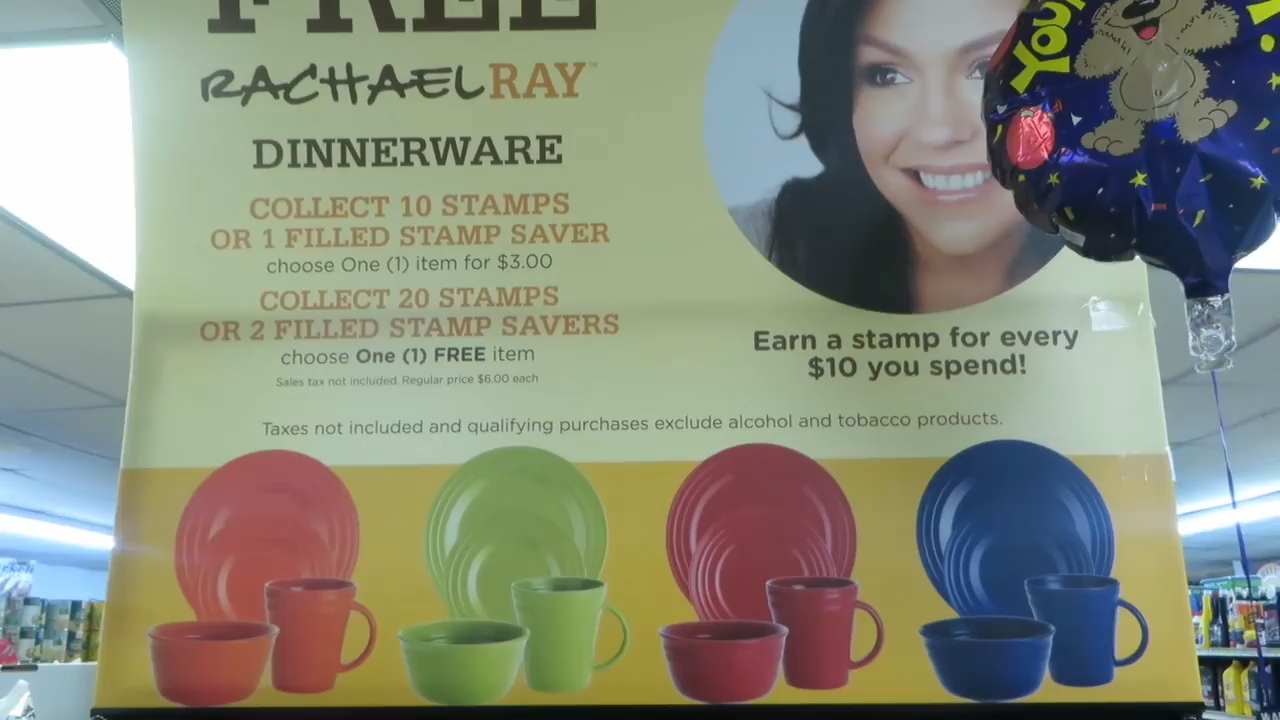 FREE
RACHAEL RAY™
DINNERWARE
COLLECT 10 STAMPS
OR 1 FILLED STAMP SAVER
choose One (1) item for $3.00
COLLECT 20 STAMPS
OR 2 FILLED STAMP SAVERS
choose One (1) FREE item
Sales tax not included. Regular price $6.00 each
Earn a stamp for every
$10 you spend!
Taxes not included and qualifying purchases exclude alcohol and tobacco products.